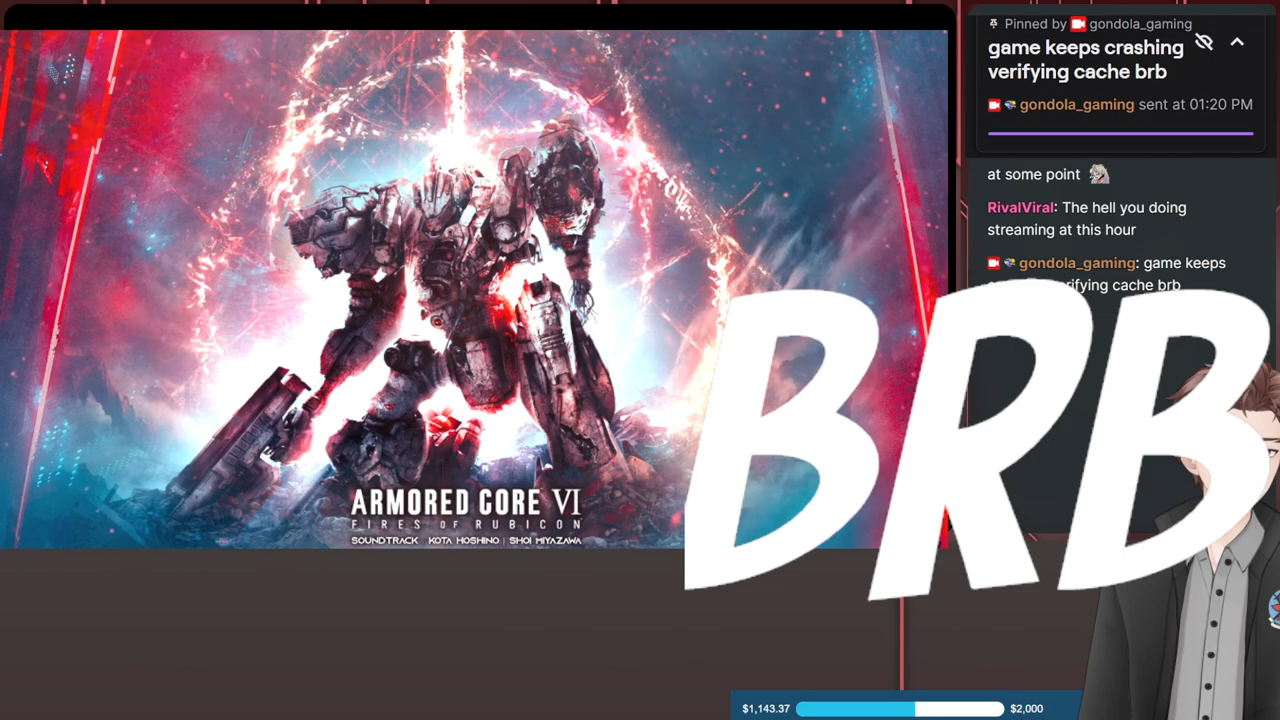 ARMORED CORE VI
FIRES OF RUBICON
SOUNDTRACK KOTA HOSHINO | SHOI MIYAZAWA
Pinned by gondola_gaming
game keeps crashing
verifying cache brb
gondola_gaming sent at 01:20 PM
at some point
RivalViral: The hell you doing
streaming at this hour
gondola_gaming: game keeps
rifying cache brb
BRB
$1,143.37
$2,000